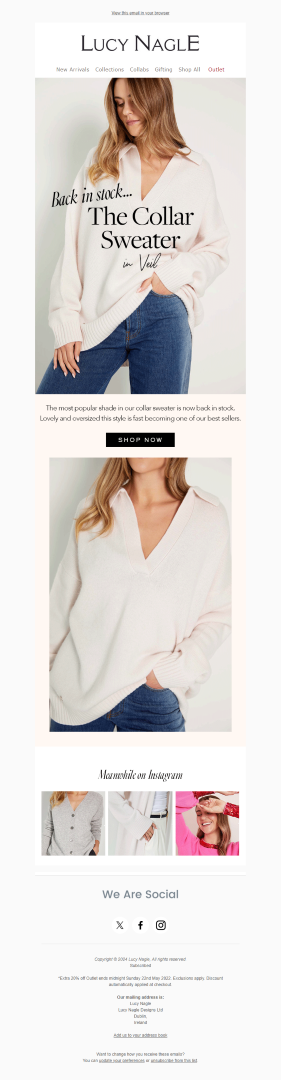 View this email in your browser
LUCY NAGLE
New Arrivals Collections Collabs Gifting Shop All Outlet
Back in stock...
The Collar
Sweater
in Veil
The most popular shade in our collar sweater is now back in stock.
Lovely and oversized this style is fast becoming one of our best sellers.
SHOP NOW
Meanwhile on Instagram
We Are Social
Copyright © 2024 Lucy Nagle, All rights reserved
Subscribed
*Extra 20% off Outlet ends midnight Sunday 22nd May 2022. Exclusions apply. Discount
automatically applied at checkout
Our mailing address is:
Lucy Nagle
Lucy Nagle Designs Ltd
Dublin,
Ireland
Add us to your address book
Want to change how you receive these emails?
You can update your preferences or unsubscribe from this list